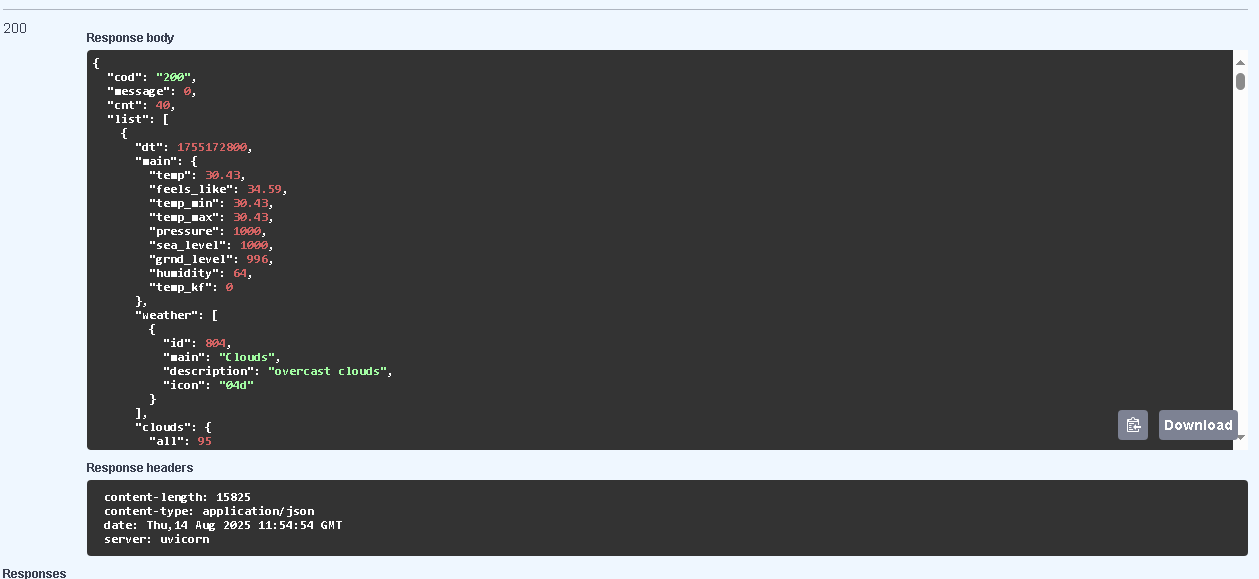 200
Response body
{
  "cod": "200",
  "message": 0,
  "cnt": 40,
  "list": [
    {
      "dt": 1755172800,
      "main": {
        "temp": 30.43,
        "feels_like": 34.59,
        "temp_min": 30.43,
        "temp_max": 30.43,
        "pressure": 1000,
        "sea_level": 1000,
        "grnd_level": 996,
        "humidity": 64,
        "temp_kf": 0
      },
      "weather": [
        {
          "id": 804,
          "main": "Clouds",
          "description": "overcast clouds",
          "icon": "04d"
        }
      ],
      "clouds": {
        "all": 95
Download
Response headers
content-length: 15825
content-type: application/json
date: Thu,14 Aug 2025 11:54:54 GMT
server: uvicorn
Responses